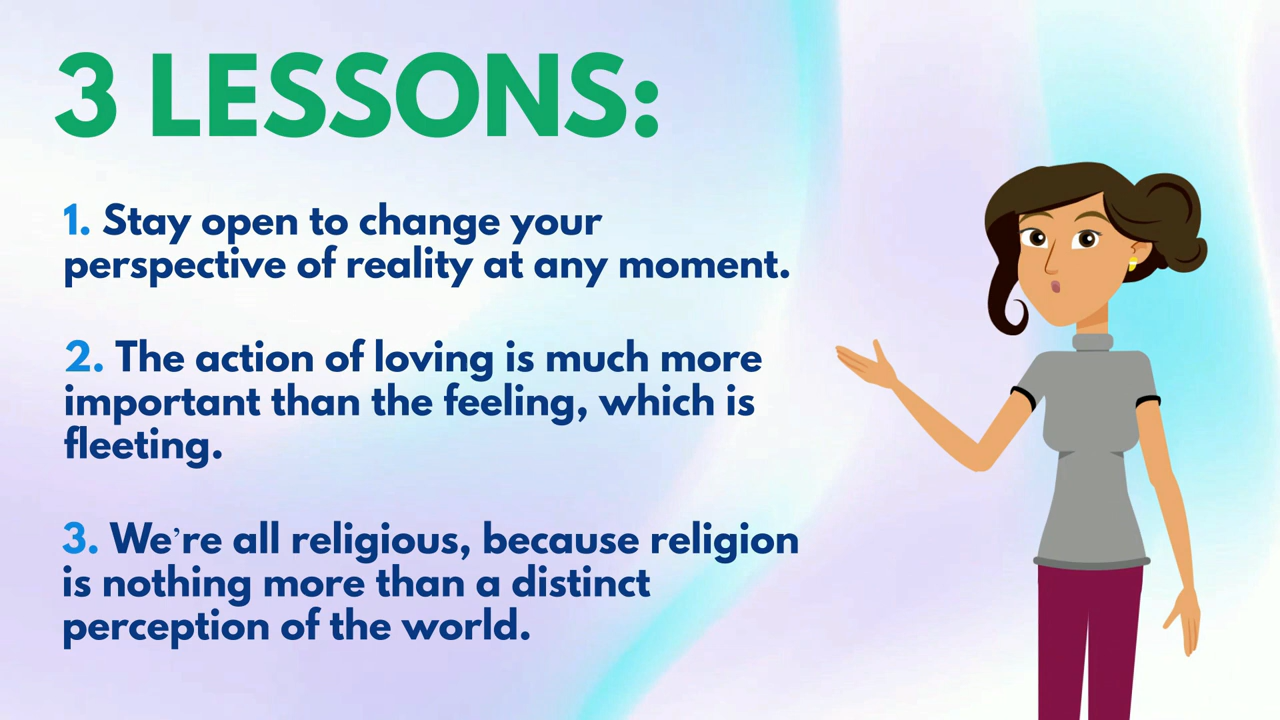 3 LESSONS:
1. Stay open to change your
perspective of reality at any moment.
2. The action of loving is much more
important than the feeling, which is
fleeting.
3. We’re all religious, because religion
is nothing more than a distinct
perception of the world.